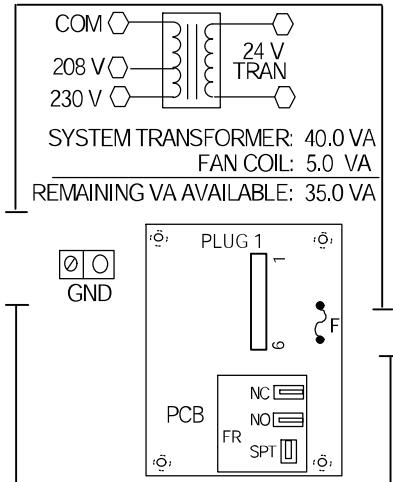 COM
208 V
230 V
24 V
TRAN
SYSTEM TRANSFORMER: 40.0 VA
FAN COIL: 5.0 VA
REMAINING VA AVAILABLE: 35.0 VA
GND
PLUG 1
1
6
F
PCB
FR
NC
NO
SPT